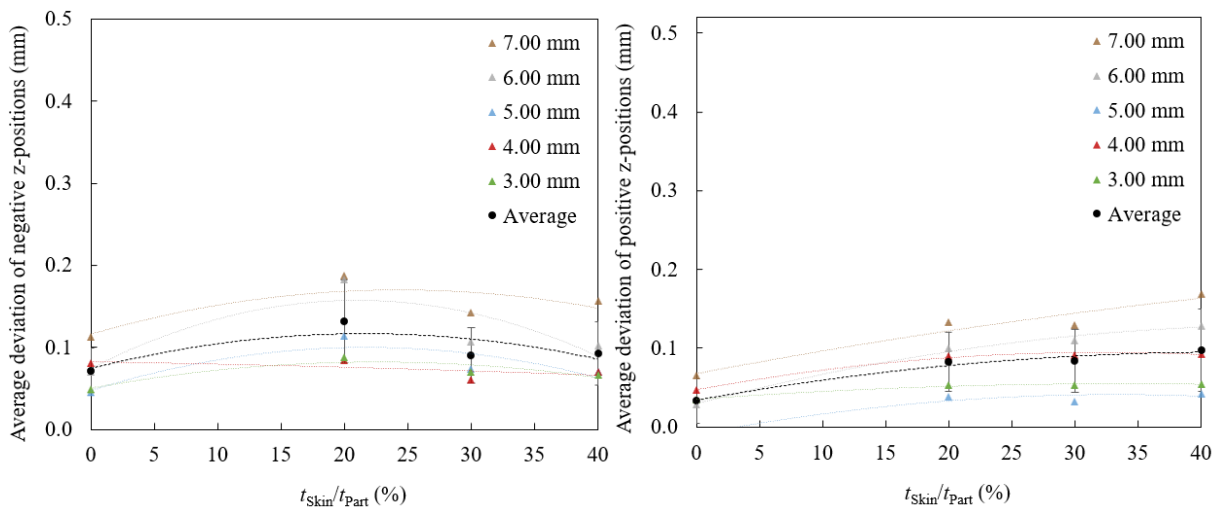 Average deviation of negative z-positions (mm)
0.5
0.4
0.3
0.2
0.1
0.0
0
5
10
15
20
25
30
35
40
tSkin/tPart (%)
7.00 mm
6.00 mm
5.00 mm
4.00 mm
3.00 mm
Average
Average deviation of positive z-positions (mm)
0.5
0.4
0.3
0.2
0.1
0.0
0
5
10
15
20
25
30
35
40
tSkin/tPart (%)
7.00 mm
6.00 mm
5.00 mm
4.00 mm
3.00 mm
Average